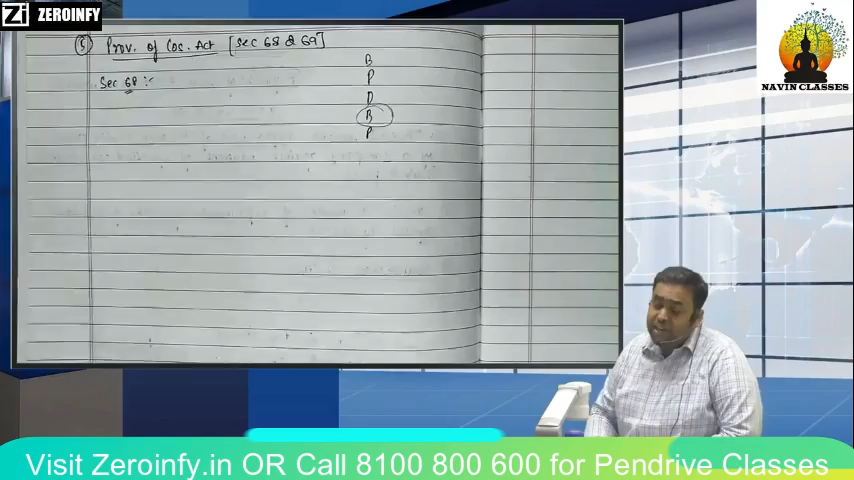 Zi ZEROINFY
NAVIN CLASSES
5 Prov. of Cos. Act [Sec 68 & 69]
Sec 68 :-
B
P
D
B
P
Visit Zeroinfy.in OR Call 8100 800 600 for Pendrive Classes